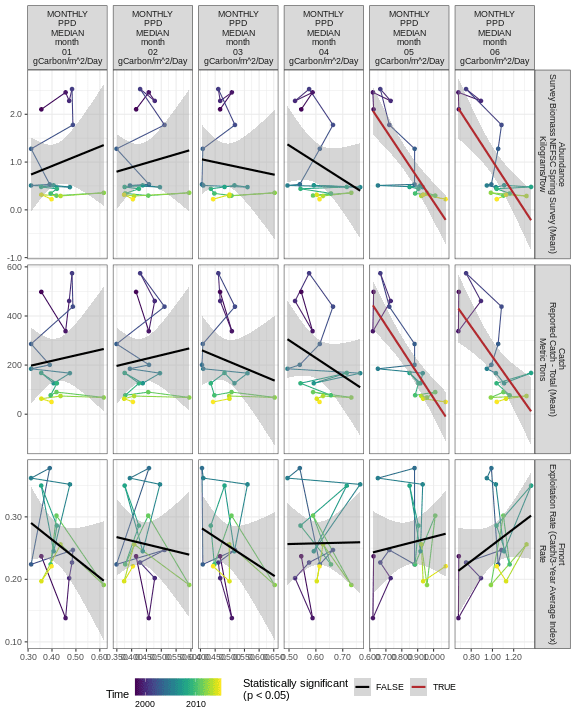 MONTHLY
PPD
MEDIAN
month
01
gCarbon/m^2/Day
MONTHLY
PPD
MEDIAN
month
02
gCarbon/m^2/Day
MONTHLY
PPD
MEDIAN
month
03
gCarbon/m^2/Day
MONTHLY
PPD
MEDIAN
month
04
gCarbon/m^2/Day
MONTHLY
PPD
MEDIAN
month
05
gCarbon/m^2/Day
MONTHLY
PPD
MEDIAN
month
06
gCarbon/m^2/Day
2.0
1.0
0.0
-1.0
Abundance
Survey Biomass NEFSC Spring Survey (Mean)
Kilograms/Tow
600
400
200
0
Catch
Reported Catch - Total (Mean)
Metric Tons
0.30
0.20
0.10
Fmort
Exploitation Rate (Catch/3-Year Average Index)
Rate
0.30 0.40 0.50 0.60
0.50 0.60 0.70
0.80 1.00 1.20
Time
2000 2010
Statistically significant
(p < 0.05)
FALSE
TRUE